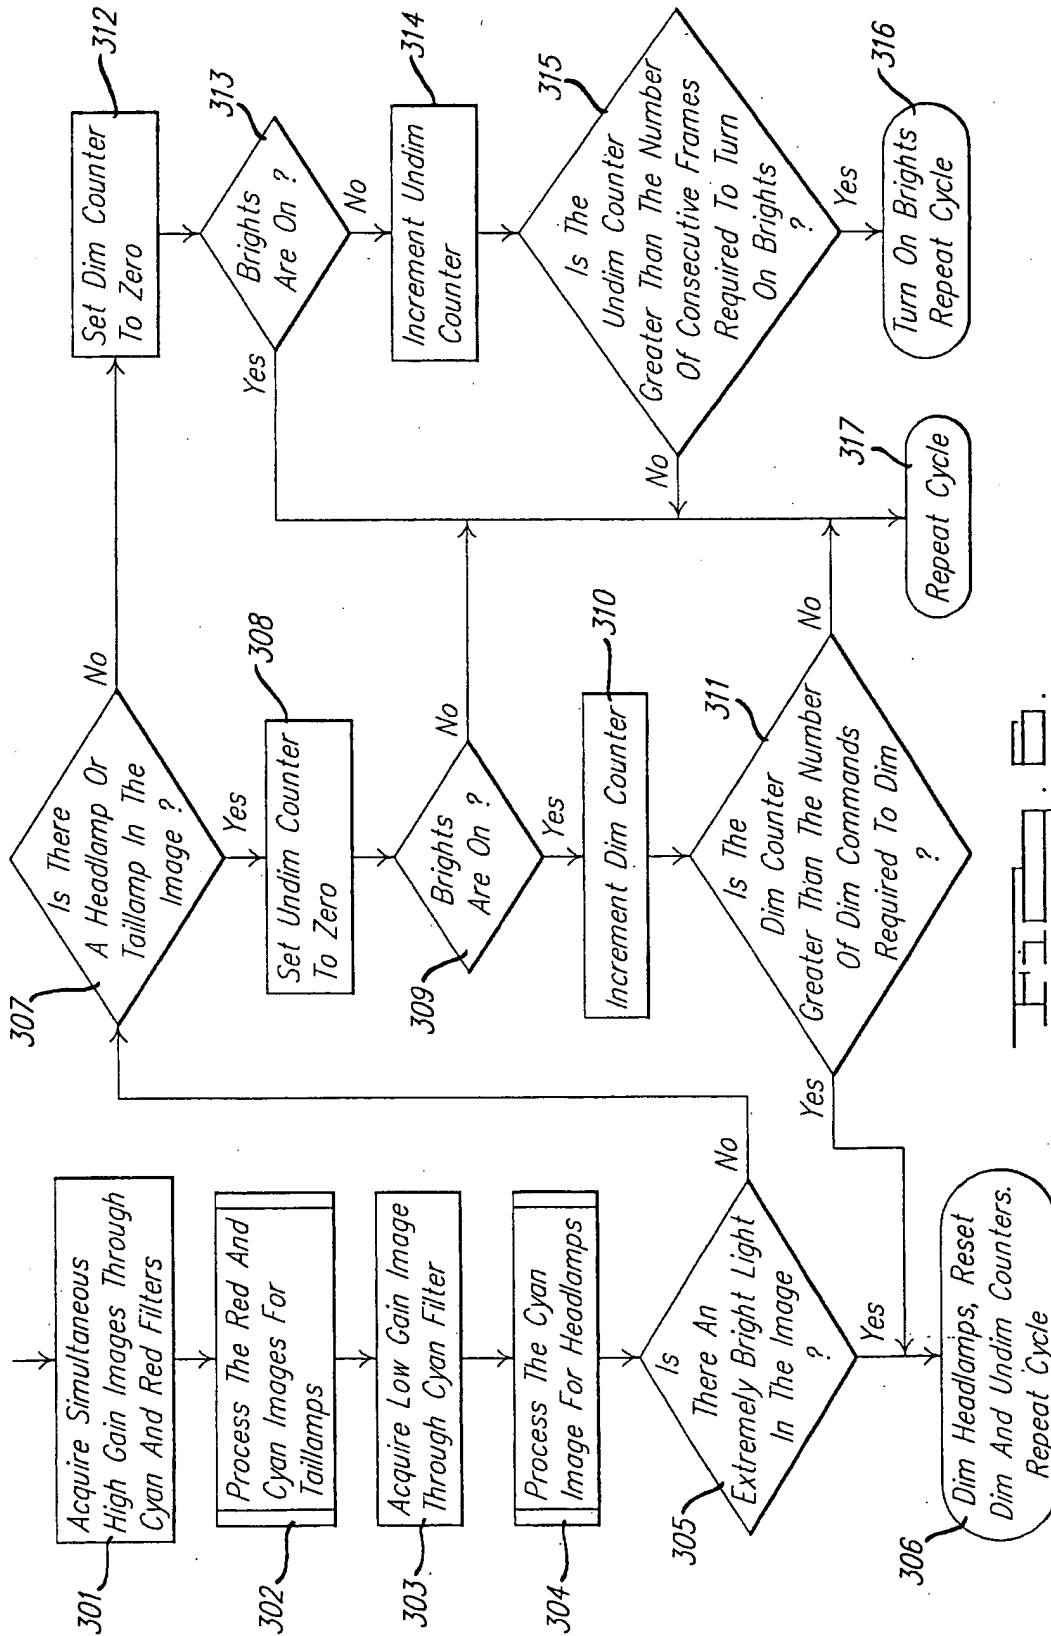 301
Acquire Simultaneous
High Gain Images Through
Cyan And Red Filters
302
Process The Red And
Cyan Images For
Taillamps
303
Acquire Low Gain Image
Through Cyan Filter
304
Process The Cyan
Image For Headlamps
305
Is
There An
Extremely Bright Light
In The Image
?
No
Yes
306
Dim Headlamps, Reset
Dim And Undim Counters.
Repeat Cycle
307
Is There
A Headlamp Or
Taillamp In The
Image ?
No
Yes
308
Set Undim Counter
To Zero
309
Brights
Are On ?
No
Yes
310
Increment Dim Counter
311
Is The
Dim Counter
Greater Than The Number
Of Dim Commands
Required To Dim
?
Yes
No
312
Set Dim Counter
To Zero
313
Brights
Are On ?
Yes
No
314
Increment Undim
Counter
315
Is The
Undim Counter
Greater Than The Number
Of Consecutive Frames
Required To Turn
On Brights
?
No
Yes
316
Turn On Brights
Repeat Cycle
317
Repeat Cycle